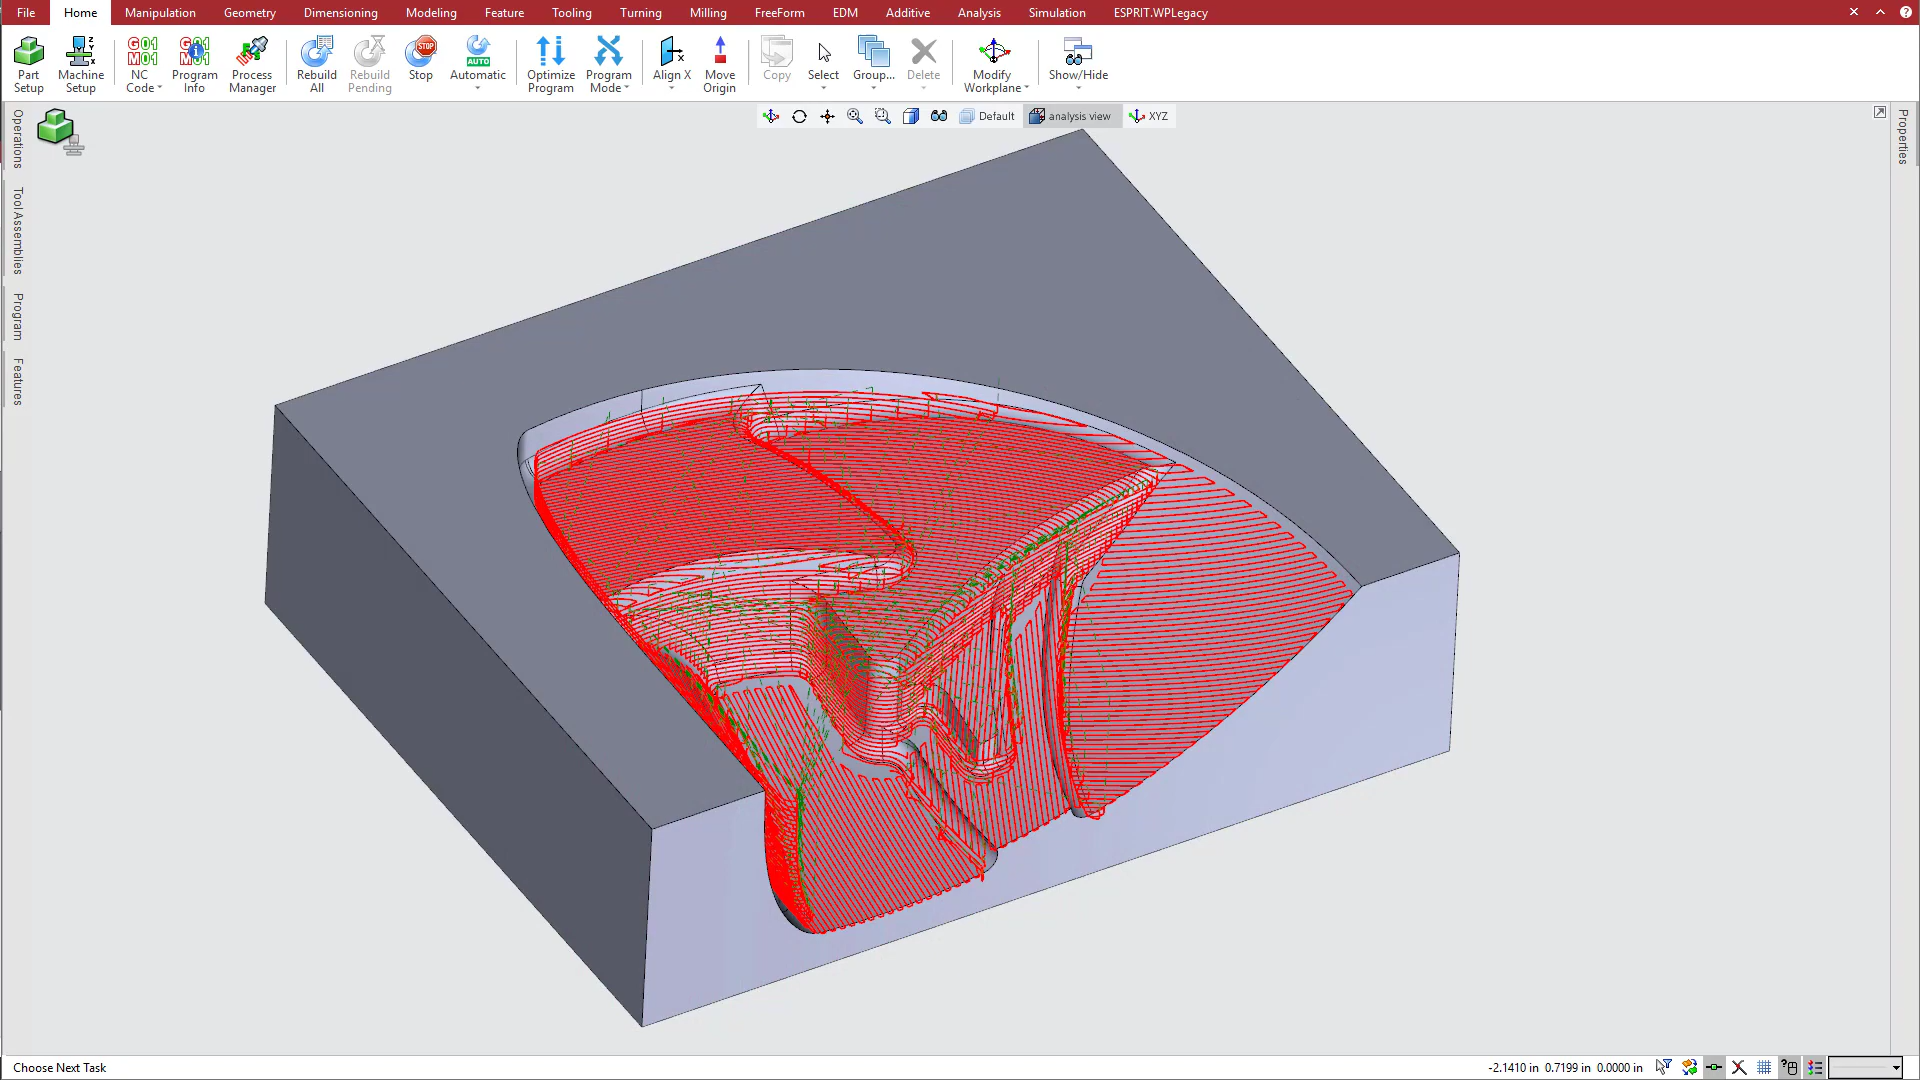 File Home Manipulation Geometry Dimensioning Modeling Feature Tooling Turning Milling FreeForm EDM Additive Analysis Simulation ESPRIT.WPLegacy
Part Setup
Machine Setup
G01 M01
NC Code
G01 M01
Program Info
Process Manager
Rebuild All
Rebuild Pending
STOP
Stop
AUTO
Automatic
Optimize Program
Program Mode
Align X
Move Origin
Copy
Select
Group...
Delete
Modify Workplane
Show/Hide
Default analysis view XYZ
Operations
Tool Assemblies
Program
Features
Properties
Choose Next Task
-2.1410 in 0.7199 in 0.0000 in